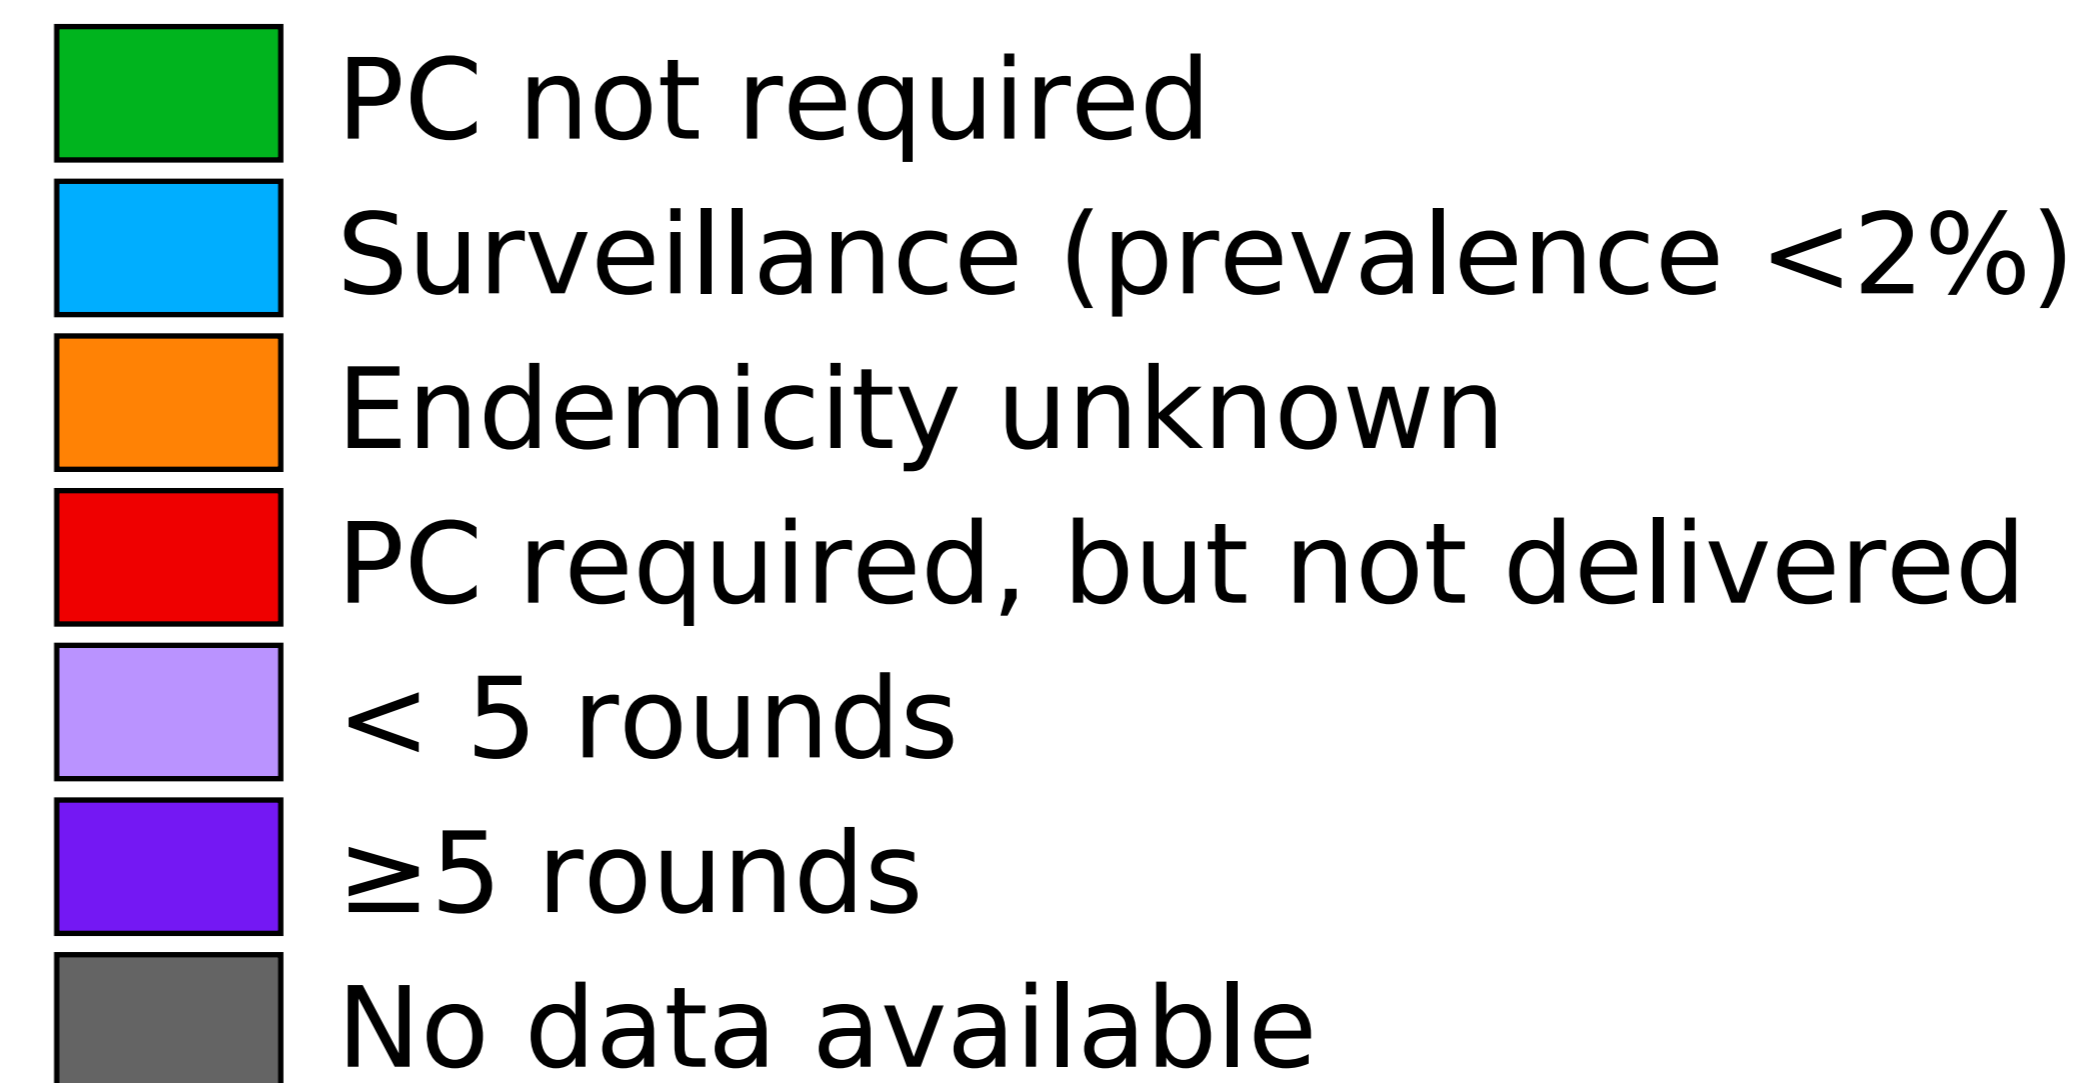 PC not required
Surveillance (prevalence <2%)
Endemicity unknown
PC required, but not delivered
< 5 rounds
≥5 rounds
No data available